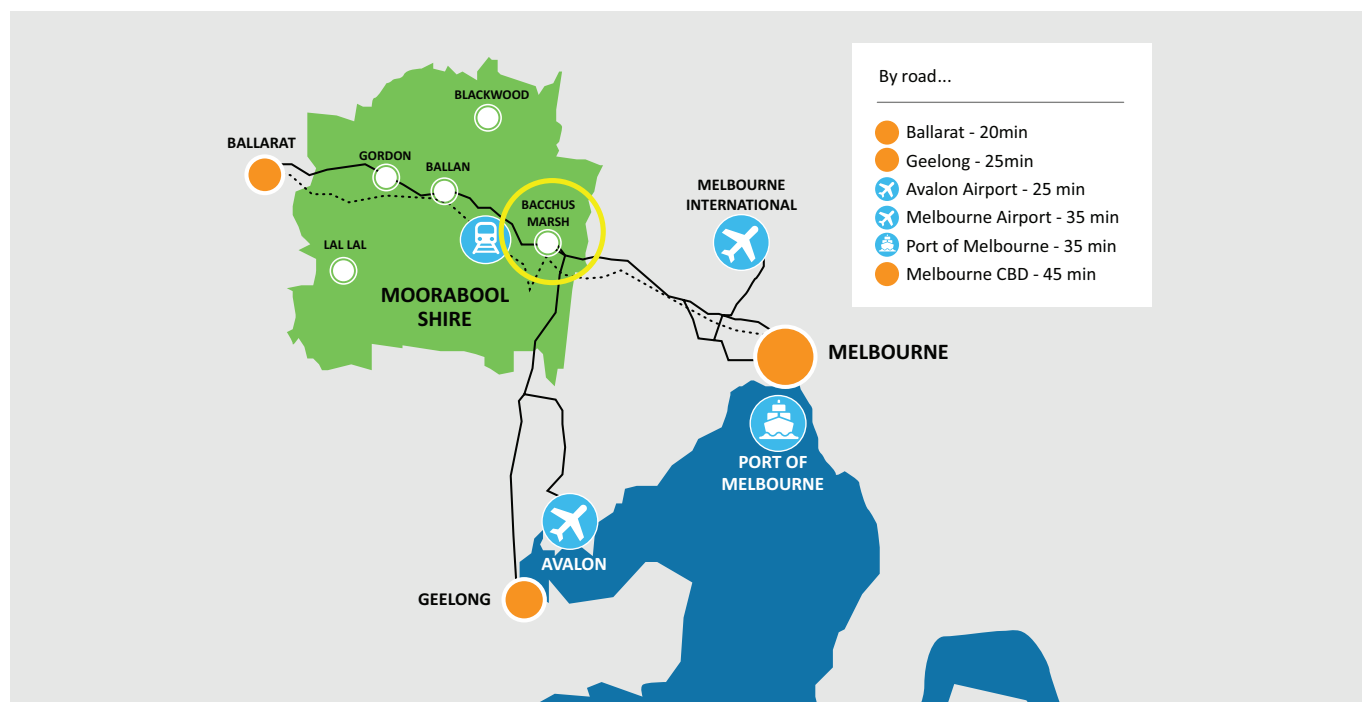 By road...
Ballarat - 20min
Geelong - 25min
Avalon Airport - 25 min
Melbourne Airport - 35 min
Port of Melbourne - 35 min
Melbourne CBD - 45 min
BLACKWOOD
BALLARAT
GORDON
BALLAN
BACCHUS
MARSH
MELBOURNE
INTERNATIONAL
LAL LAL
MOORABOOL
SHIRE
MELBOURNE
PORT OF
MELBOURNE
AVALON
GEELONG